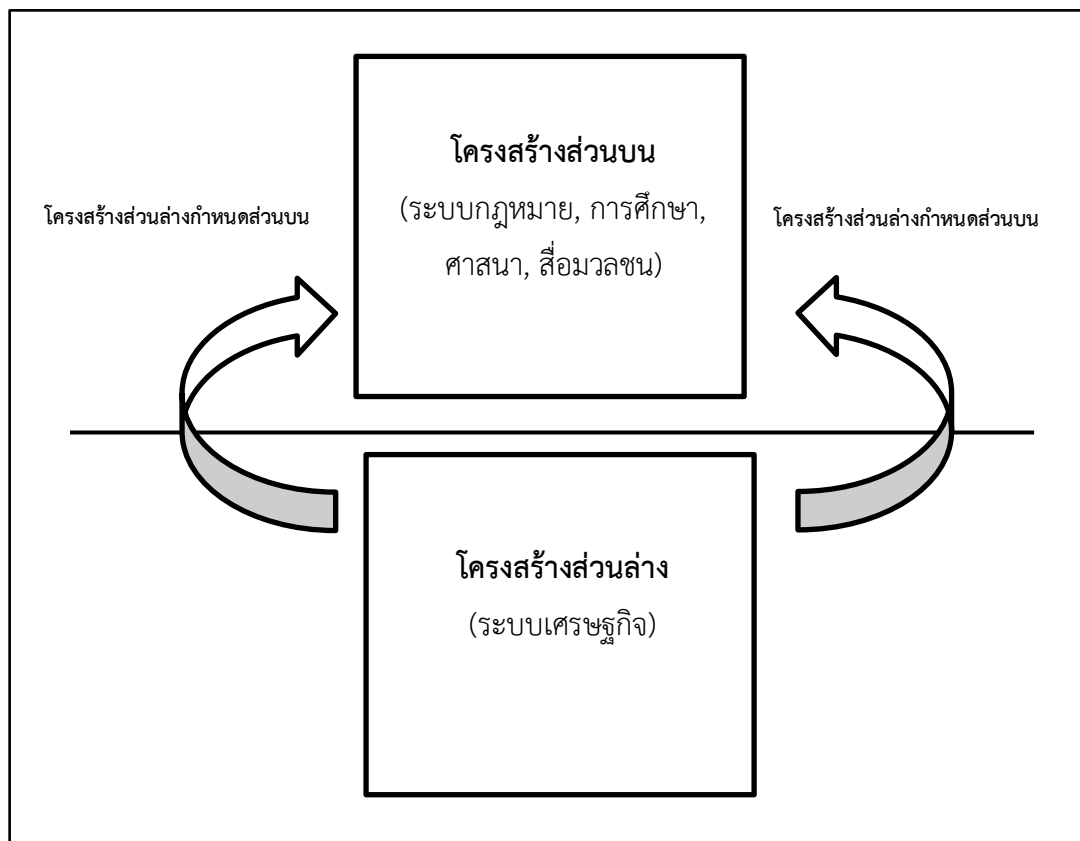 โครงสร้างส่วนบน
(ระบบกฎหมาย, การศึกษา,
ศาสนา, สื่อมวลชน)
โครงสร้างส่วนล่างกำหนดส่วนบน
โครงสร้างส่วนล่างกำหนดส่วนบน
โครงสร้างส่วนล่าง
(ระบบเศรษฐกิจ)